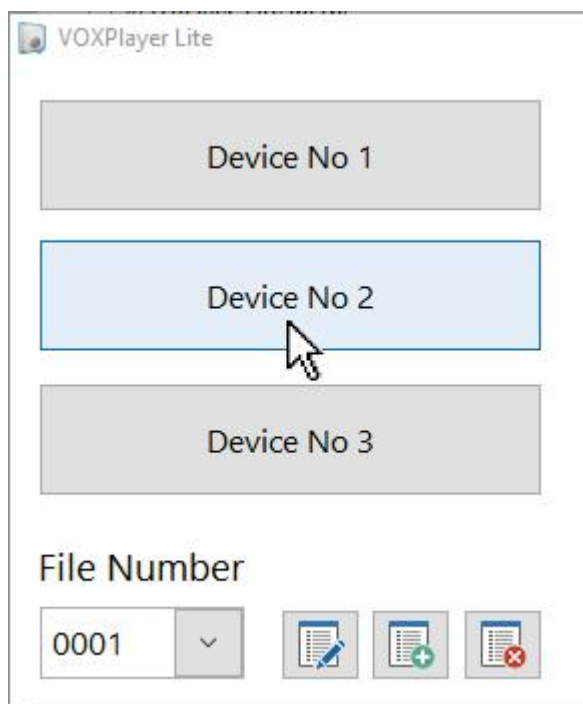 VOXPlayer Lite
Device No 1
Device No 2
Device No 3
File Number
0001